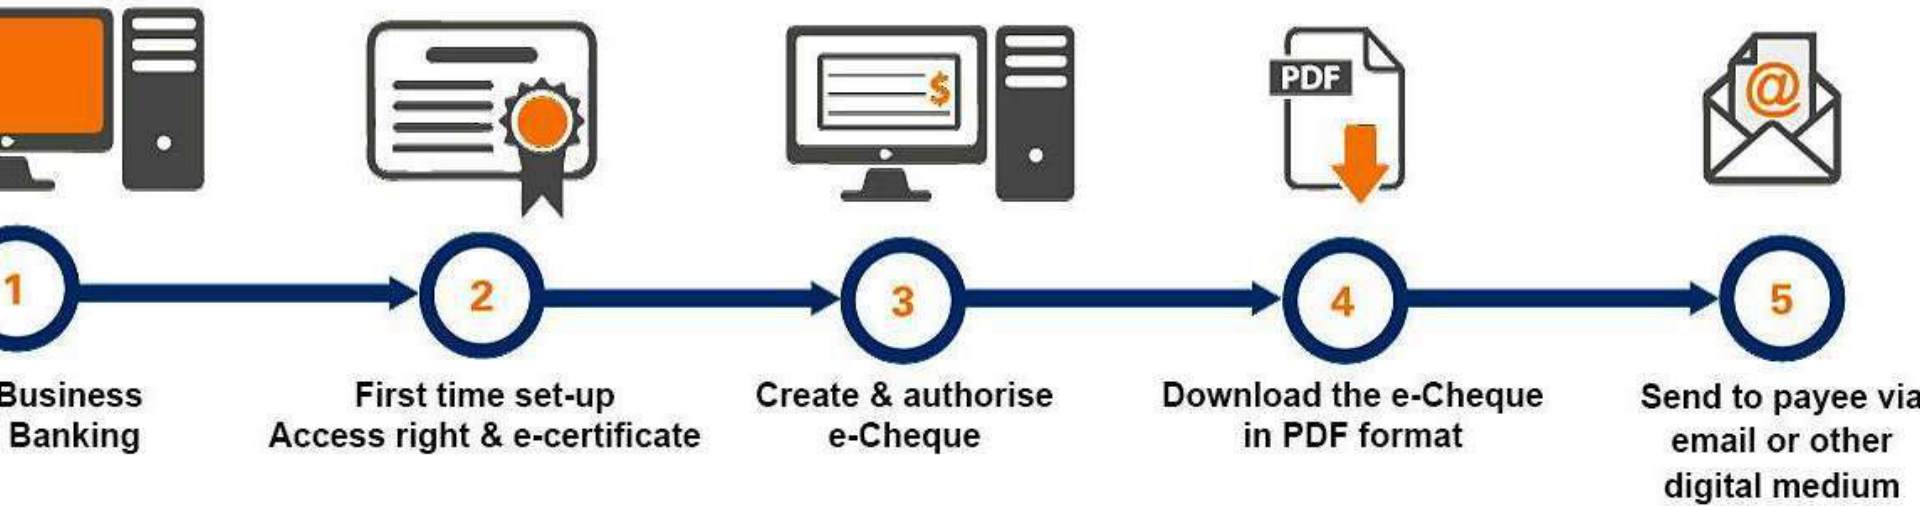 $
PDF
@
1
2
3
4
5
Business
Banking
First time set-up
Access right & e-certificate
Create & authorise
e-Cheque
Download the e-Cheque
in PDF format
Send to payee via
email or other
digital medium